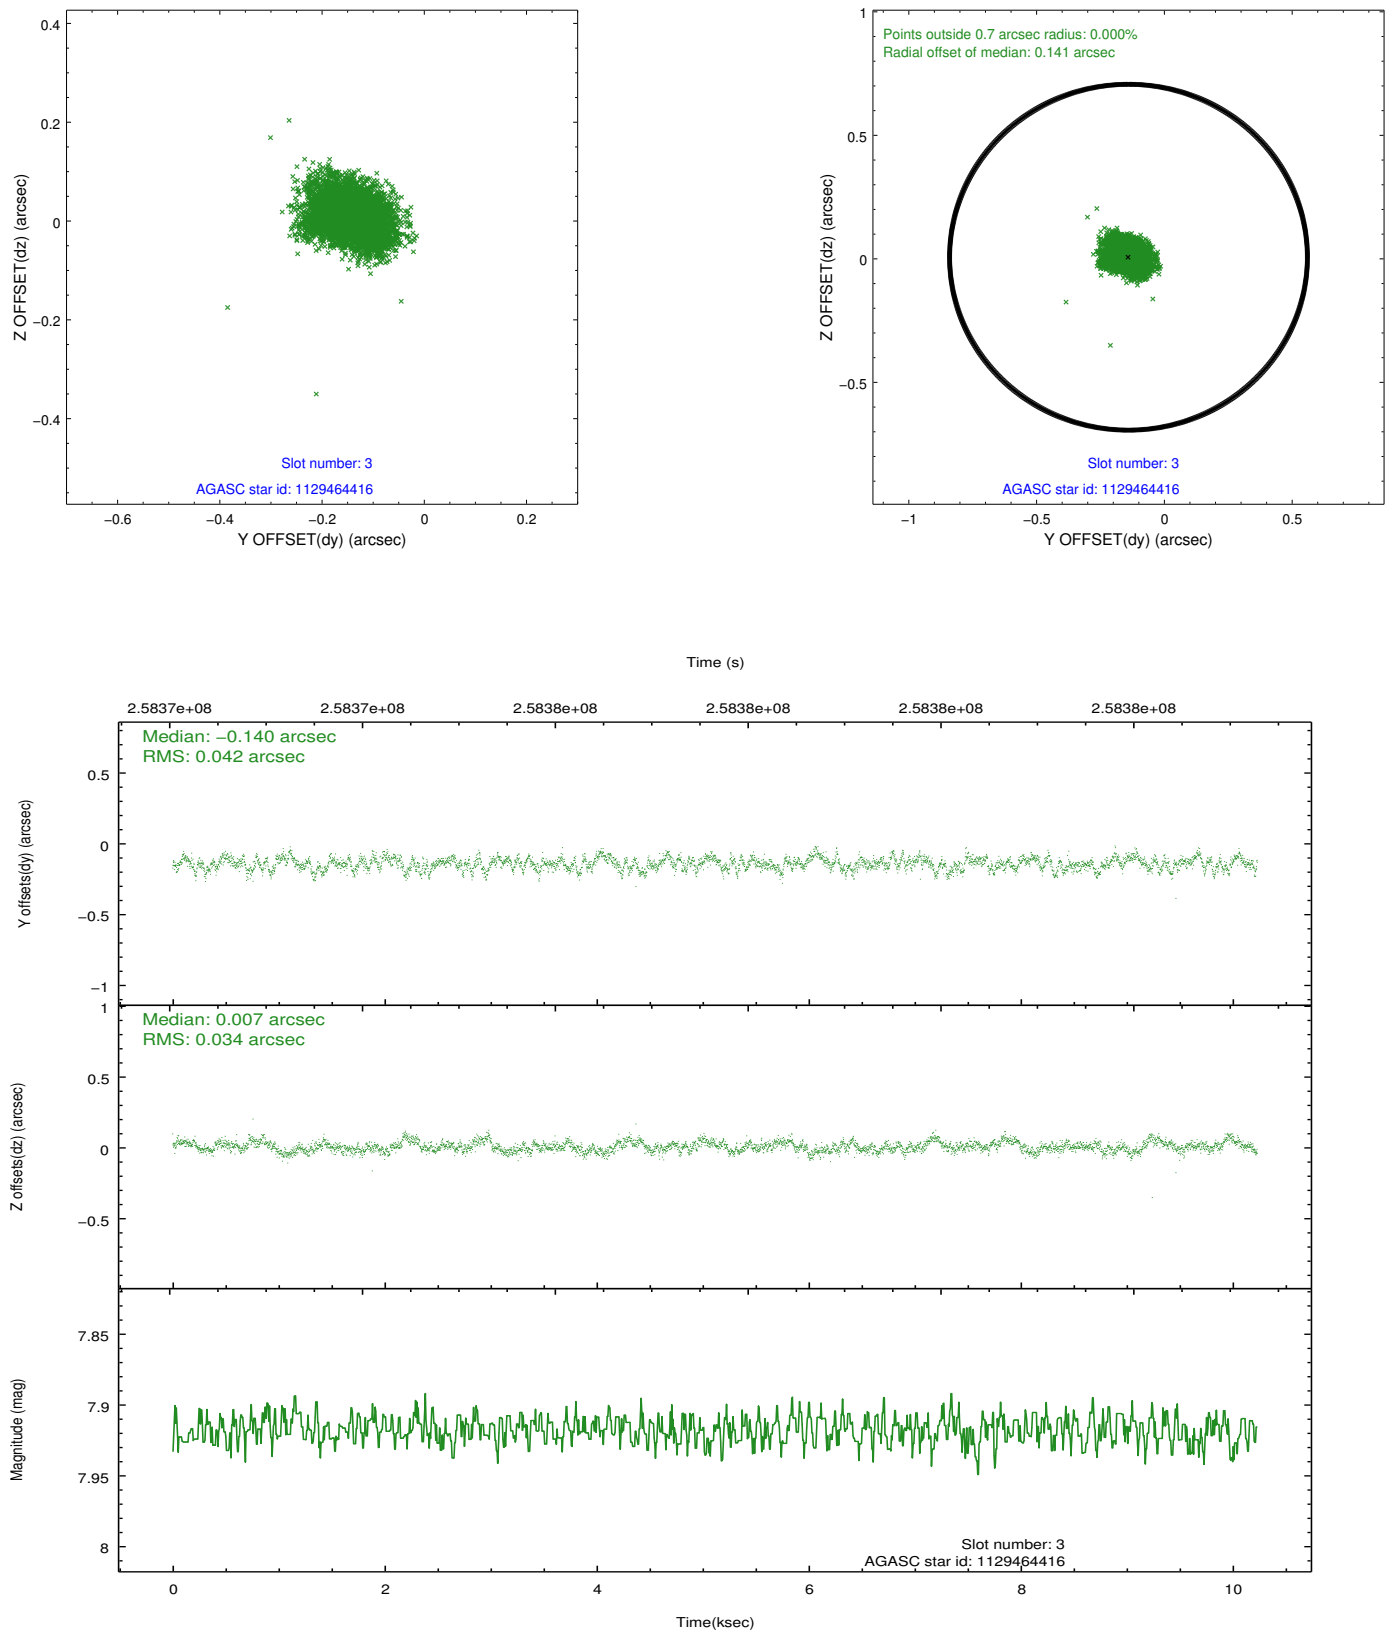 0.4
0.2
0
−0.2
−0.4
Z OFFSET(dz) (arcsec)
Slot number: 3
AGASC star id: 1129464416
−0.6
−0.4
−0.2
0
0.2
Y OFFSET(dy) (arcsec)
1
0.5
0
−0.5
Z OFFSET(dz) (arcsec)
Points outside 0.7 arcsec radius: 0.000%
Radial offset of median: 0.141 arcsec
Slot number: 3
AGASC star id: 1129464416
−1
−0.5
0
0.5
Y OFFSET(dy) (arcsec)
Time (s)
2.5837e+08
2.5837e+08
2.5838e+08
2.5838e+08
2.5838e+08
2.5838e+08
Median: −0.140 arcsec
RMS: 0.042 arcsec
0.5
0
−0.5
−1
Y offsets(dy) (arcsec)
Median: 0.007 arcsec
RMS: 0.034 arcsec
1
0.5
0
−0.5
Z offsets(dz) (arcsec)
7.85
7.9
7.95
8
Magnitude (mag)
Slot number: 3
AGASC star id: 1129464416
0
2
4
6
8
10
Time(ksec)